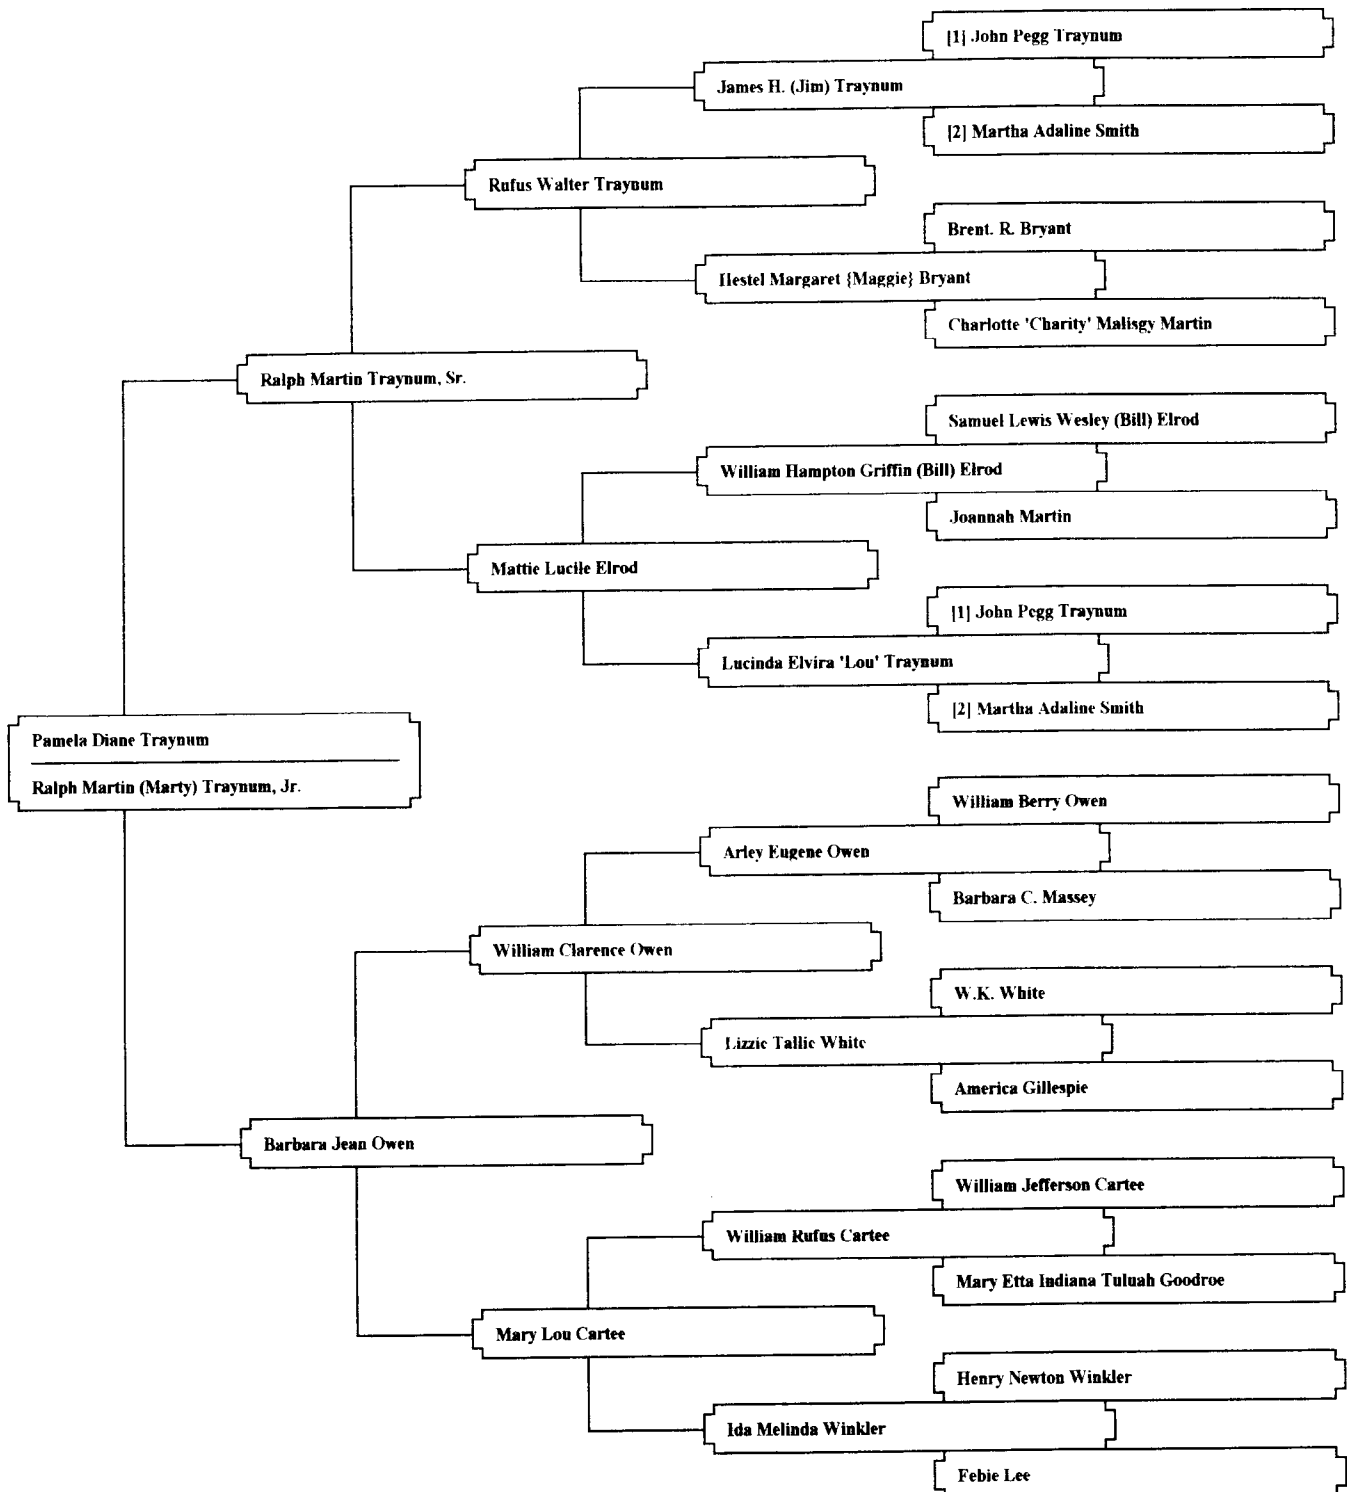 [1] John Pegg Traynum
James H. (Jim) Traynum
[2] Martha Adaline Smith
Rufus Walter Traynum
Brent. R. Bryant
Hestel Margaret {Maggie} Bryant
Charlotte 'Charity' Malisgy Martin
Ralph Martin Traynum, Sr.
Samuel Lewis Wesley (Bill) Elrod
William Hampton Griffin (Bill) Elrod
Joannah Martin
Mattie Lucile Elrod
[1] John Pegg Traynum
Lucinda Elvira 'Lou' Traynum
[2] Martha Adaline Smith
Pamela Diane Traynum
Ralph Martin (Marty) Traynum, Jr.
William Berry Owen
Arley Eugene Owen
Barbara C. Massey
William Clarence Owen
W.K. White
Lizzie Tallie White
America Gillespie
Barbara Jean Owen
William Jefferson Cartee
William Rufus Cartee
Mary Etta Indiana Tuluah Goodroe
Mary Lou Cartee
Henry Newton Winkler
Ida Melinda Winkler
Febie Lee